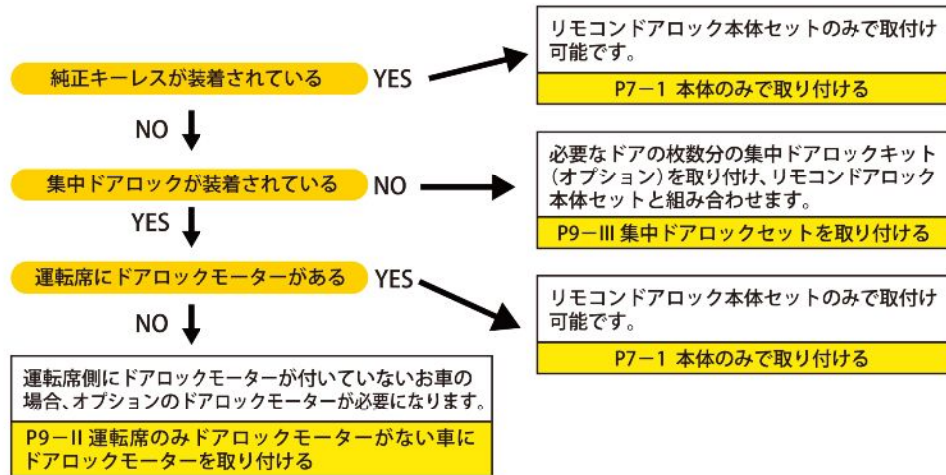 純正キーレスが装着されている
YES
リモコンドアロック本体セットのみで取付け
可能です。
P7−1 本体のみで取り付ける
NO
集中ドアロックが装着されている
NO
必要なドアの枚数分の集中ドアロックキット
(オプション)を取り付け、リモコンドアロック
本体セットと組み合わせます。
P9−III 集中ドアロックセットを取り付ける
YES
運転席にドアロックモーターがある
YES
リモコンドアロック本体セットのみで取付け
可能です。
P7−1 本体のみで取り付ける
NO
運転席側にドアロックモーターが付いていないお車の
場合、オプションのドアロックモーターが必要になります。
P9−II 運転席のみドアロックモーターがない車に
ドアロックモーターを取り付ける